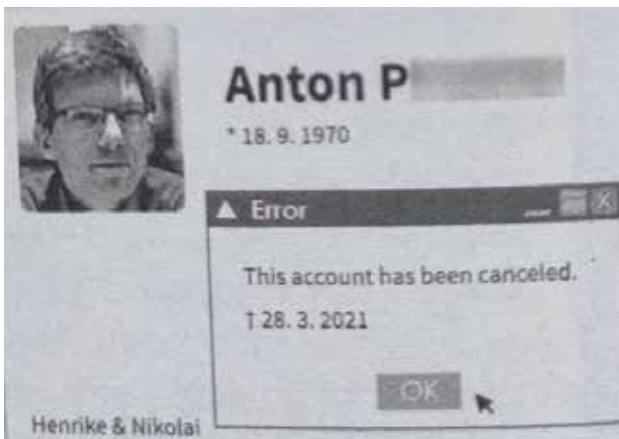 Anton P
* 18. 9. 1970
Error
This account has been canceled.
† 28. 3. 2021
OK
Henrike & Nikolai